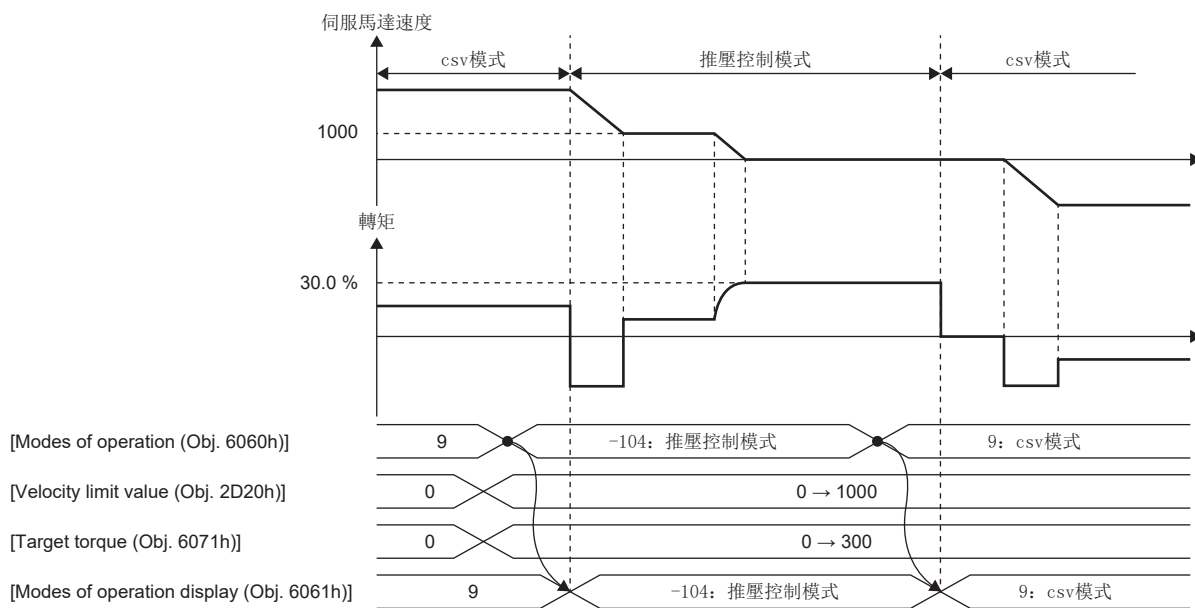 伺服馬達速度
csv模式 推壓控制模式 csv模式
1000
轉矩
30.0 %
[Modes of operation (Obj. 6060h)] 9 -104: 推壓控制模式 9: csv模式
[Velocity limit value (Obj. 2D20h)] 0 0 → 1000
[Target torque (Obj. 6071h)] 0 0 → 300
[Modes of operation display (Obj. 6061h)] 9 -104: 推壓控制模式 9: csv模式